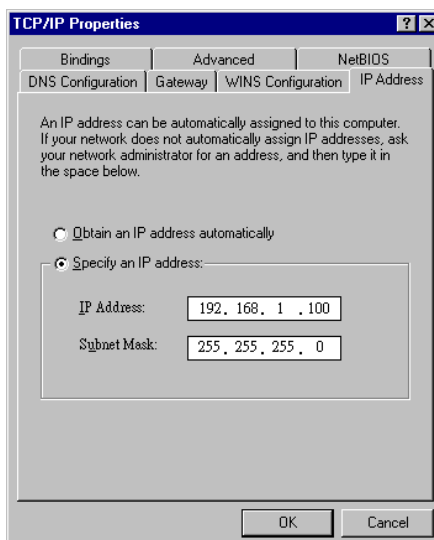 TCP/IP Properties
Bindings Advanced NetBIOS
DNS Configuration Gateway WINS Configuration IP Address
An IP address can be automatically assigned to this computer.
If your network does not automatically assign IP addresses, ask
your network administrator for an address, and then type it in
the space below.
Obtain an IP address automatically
Specify an IP address:
IP Address: 192.168.1.100
Subnet Mask: 255.255.255.0
OK Cancel